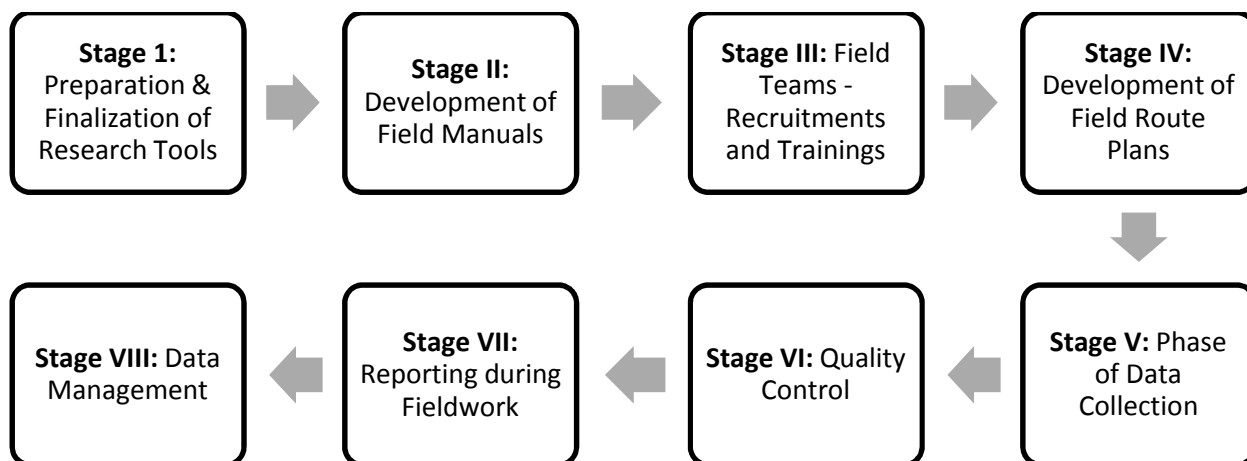 Stage 1:
Preparation &
Finalization of
Research Tools
Stage II:
Development of
Field Manuals
Stage III: Field
Teams -
Recruitments
and Trainings
Stage IV:
Development of
Field Route
Plans
Stage V: Phase
of Data
Collection
Stage VI: Quality
Control
Stage VII:
Reporting during
Fieldwork
Stage VIII: Data
Management